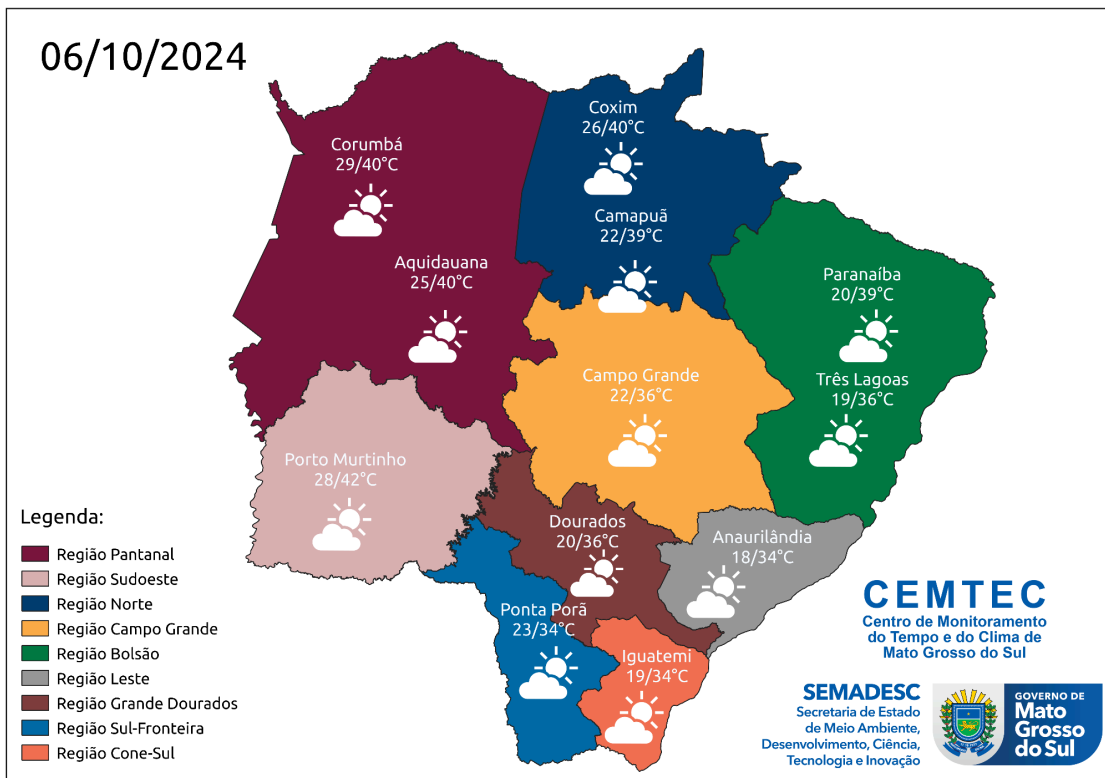 06/10/2024
Corumbá
29/40°C
Coxim
26/40°C
Camapuã
22/39°C
Aquidauana
25/40°C
Paranaíba
20/39°C
Campo Grande
22/36°C
Três Lagoas
19/36°C
Porto Murtinho
28/42°C
Dourados
20/36°C
Anaurilândia
18/34°C
Ponta Porã
23/34°C
Iguatemi
19/34°C
Legenda:
Região Pantanal
Região Sudoeste
Região Norte
Região Campo Grande
Região Bolsão
Região Leste
Região Grande Dourados
Região Sul-Fronteira
Região Cone-Sul
CEMTEC
Centro de Monitoramento
do Tempo e do Clima de
Mato Grosso do Sul
SEMADESC
Secretaria de Estado
de Meio Ambiente,
Desenvolvimento, Ciência,
Tecnologia e Inovação
GOVERNO DE
Mato
Grosso
do Sul